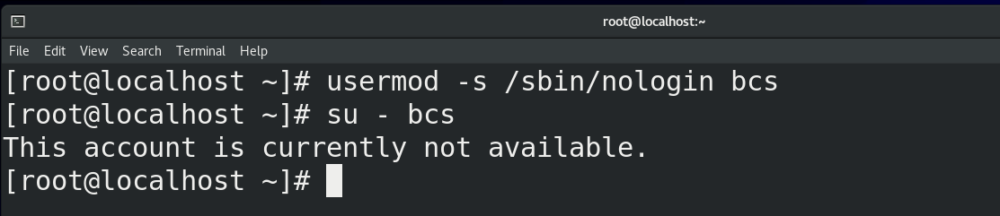 root@localhost:~
File Edit View Search Terminal Help
[root@localhost ~]# usermod -s /sbin/nologin bcs
[root@localhost ~]# su - bcs
This account is currently not available.
[root@localhost ~]#